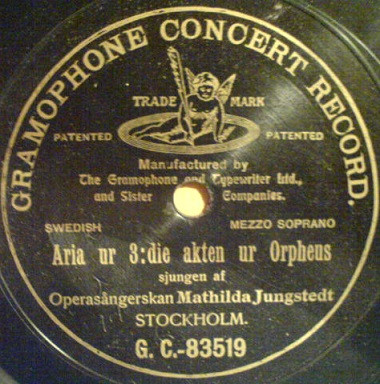 GRAMOPHONE CONCERT RECORD.
TRADE MARK
PATENTED PATENTED
Manufactured by
The Gramophone and Typewriter Ltd.,
and Sister Companies.
SWEDISH MEZZO SOPRANO
Aria ur 3:die akten ur Orpheus
sjungen af
Operasångerskan Mathilda Jungstedt
STOCKHOLM.
G. C.-83519